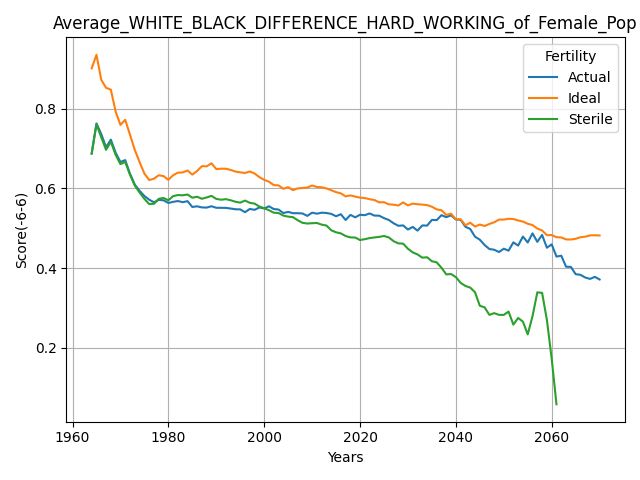 Average_WHITE_BLACK_DIFFERENCE_HARD_WORKING_of_Female_Pop
Fertility
Actual
Ideal
Sterile
Score(-6-6)
0.8
0.6
0.4
0.2
1960 1980 2000 2020 2040 2060
Years